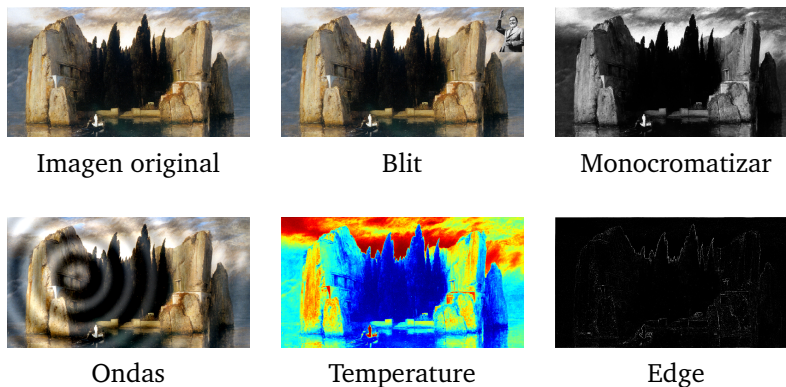 Imagen original
Blit
Monocromatizar
Ondas
Temperature
Edge